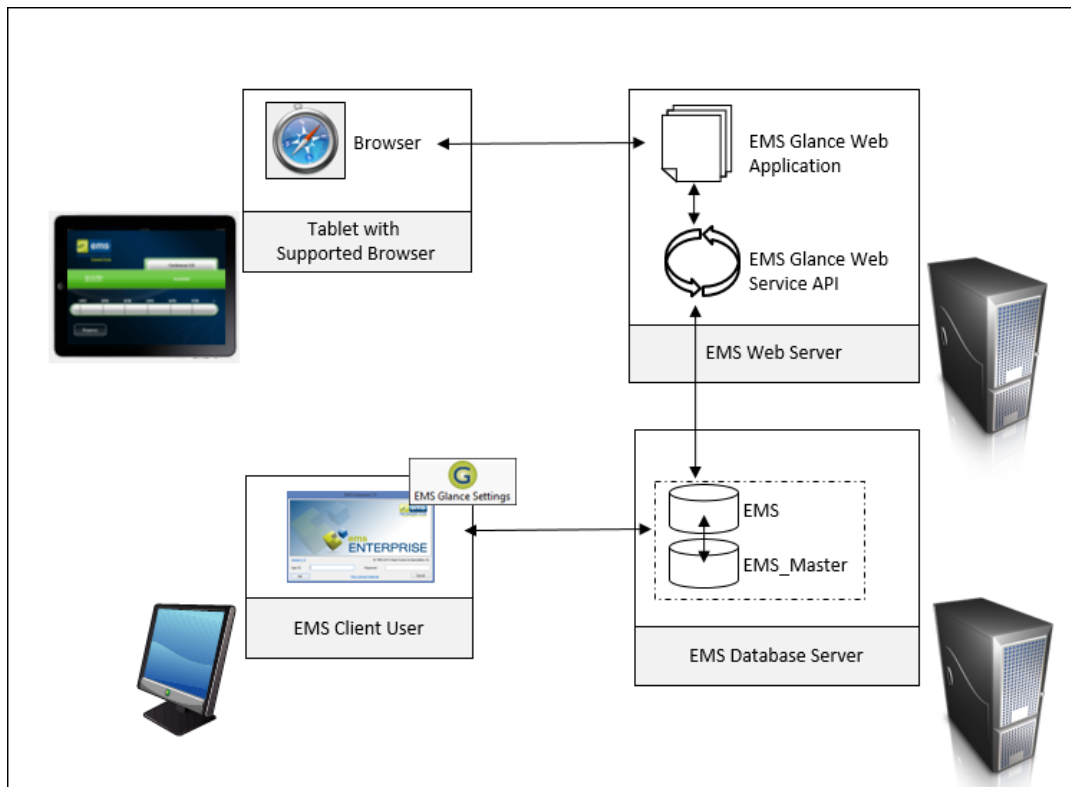 Browser
EMS Glance Web
Application
Tablet with
Supported Browser
EMS Glance Web
Service API
EMS Web Server
ems
G
EMS Glance Settings
EMS
ems
ENTERPRISE
EMS_Master
EMS Client User
EMS Database Server